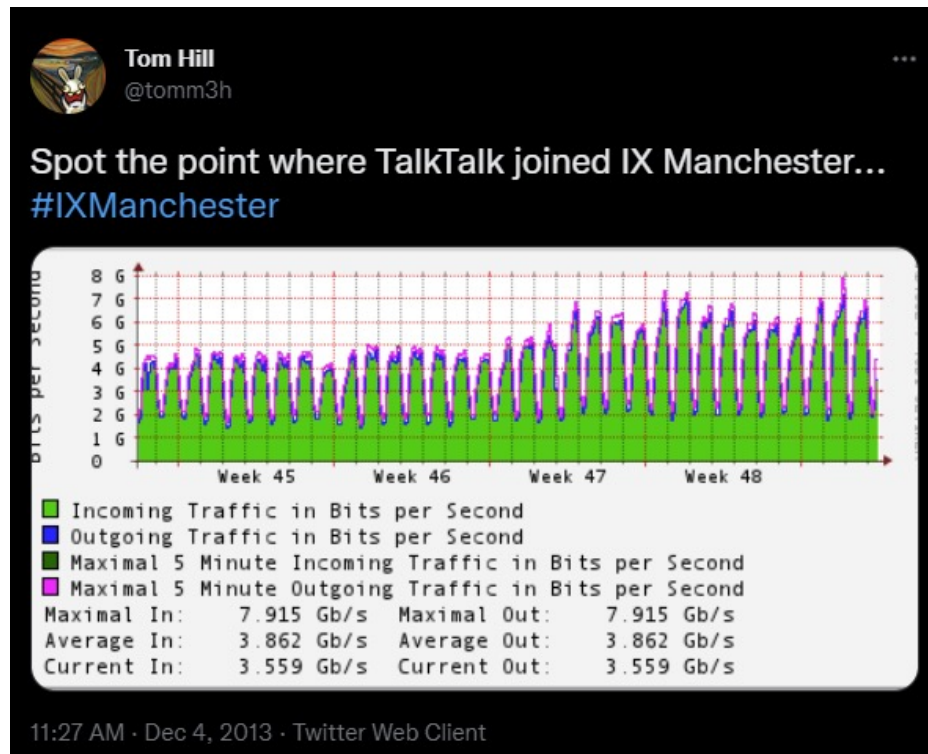 Tom Hill
@tomm3h
Spot the point where TalkTalk joined IX Manchester...
#IXManchester
Bits per second
8 G
7 G
6 G
5 G
4 G
3 G
2 G
1 G
0
Week 45 Week 46 Week 47 Week 48
Incoming Traffic in Bits per Second
Outgoing Traffic in Bits per Second
Maximal 5 Minute Incoming Traffic in Bits per Second
Maximal 5 Minute Outgoing Traffic in Bits per Second
Maximal In: 7.915 Gb/s Maximal Out: 7.915 Gb/s
Average In: 3.862 Gb/s Average Out: 3.862 Gb/s
Current In: 3.559 Gb/s Current Out: 3.559 Gb/s
11:27 AM · Dec 4, 2013 · Twitter Web Client